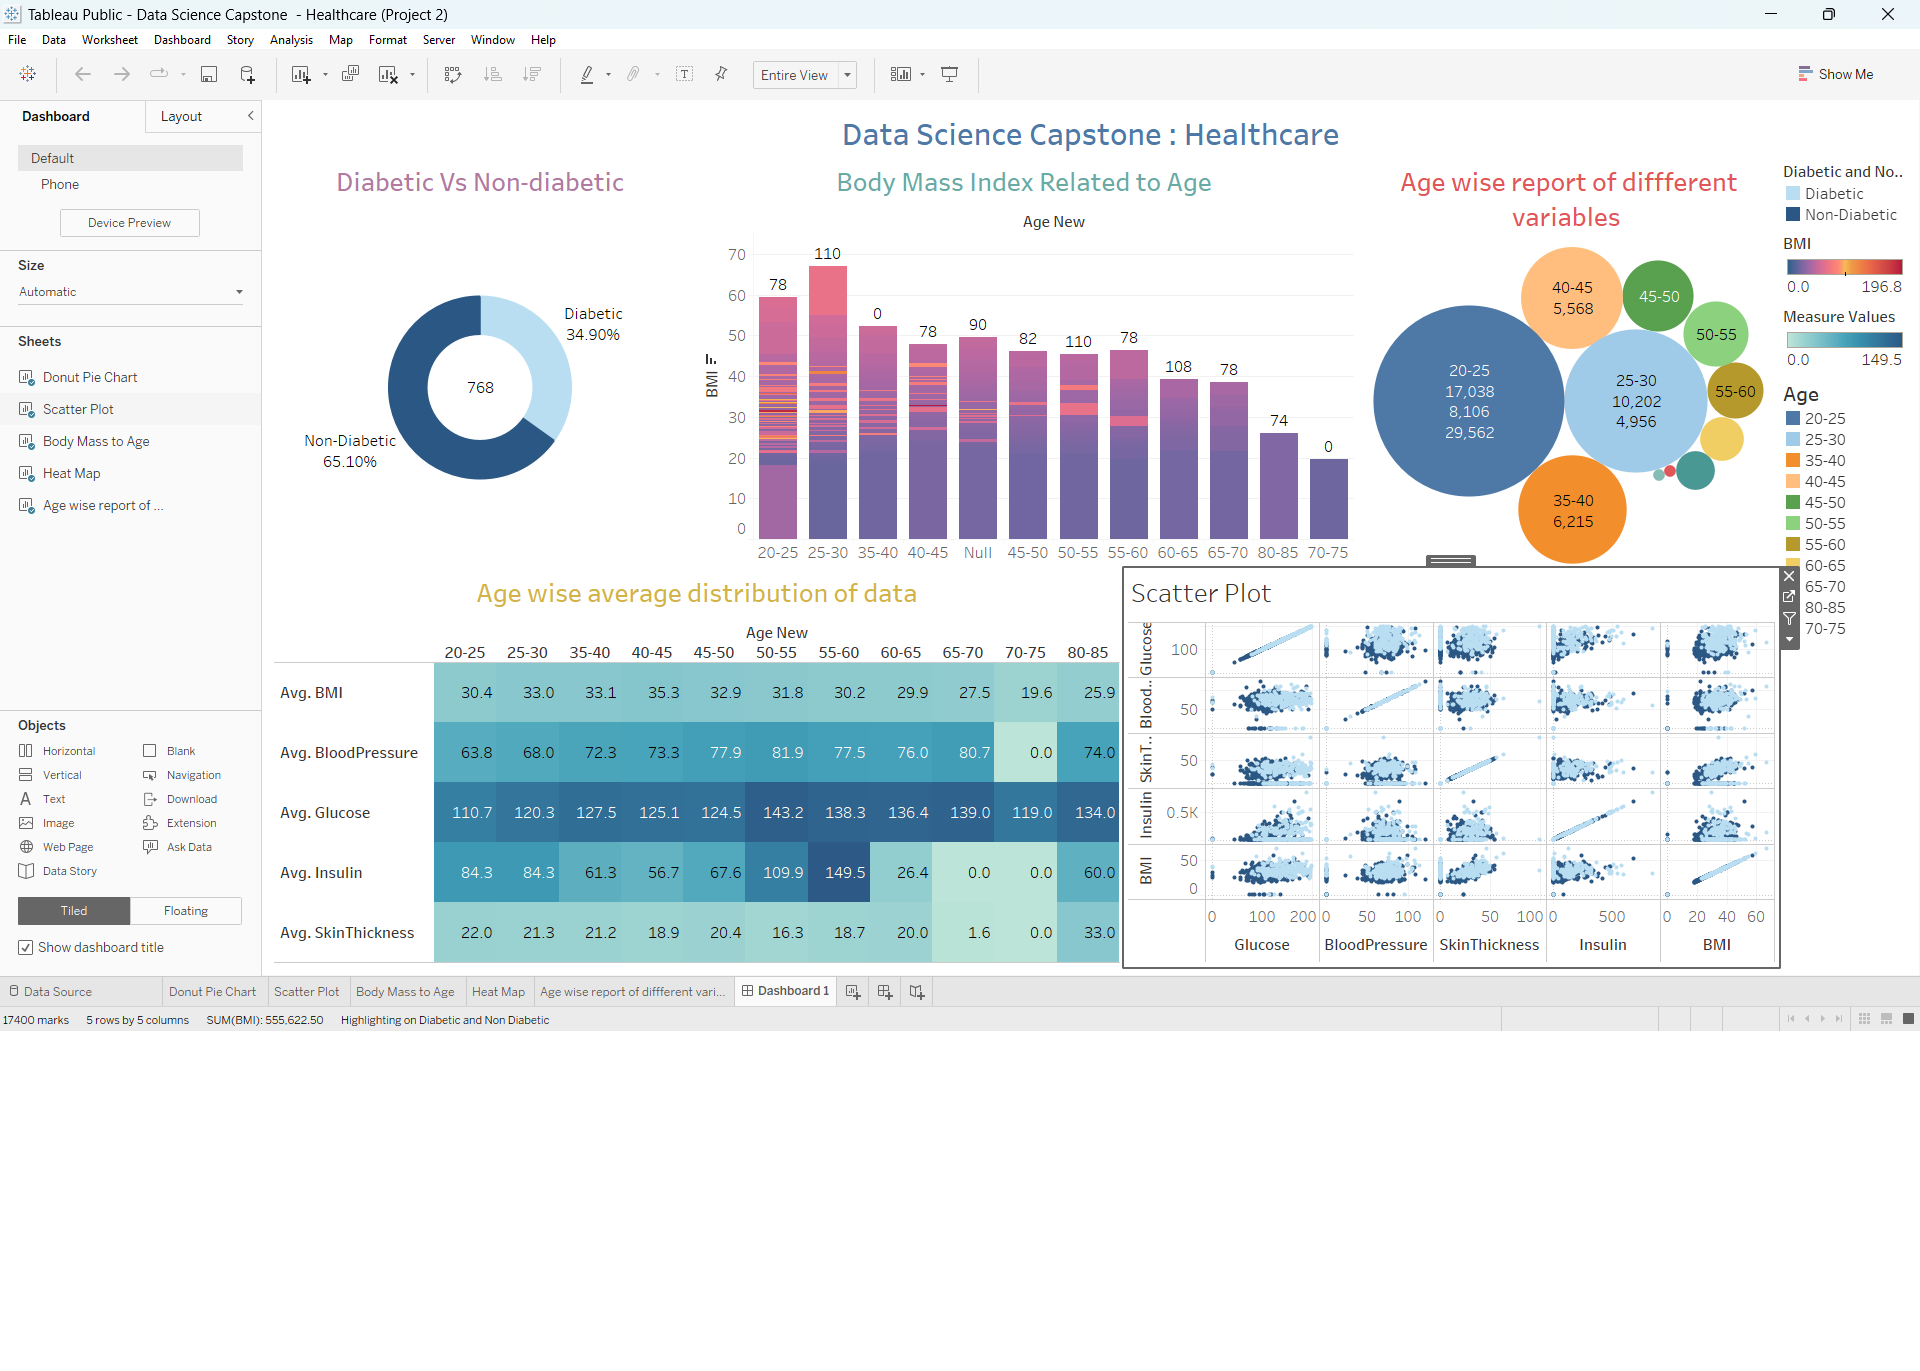 Tableau Public - Data Science Capstone - Healthcare (Project 2)
File Data Worksheet Dashboard Story Analysis Map Format Server Window Help
Entire View
Show Me
Dashboard Layout
Default
Phone
Device Preview
Size
Automatic
Sheets
Donut Pie Chart
Scatter Plot
Body Mass to Age
Heat Map
Age wise report of ...
Objects
Horizontal Blank
Vertical Navigation
Text Download
Image Extension
Web Page Ask Data
Data Story
Tiled Floating
Show dashboard title
Data Science Capstone : Healthcare
Diabetic Vs Non-diabetic
Diabetic
34.90%
768
Non-Diabetic
65.10%
Body Mass Index Related to Age
Age New
BMI
70
60
50
40
30
20
10
0
78 110 0 78 90 82 110 78 108 78 74 0
20-25 25-30 35-40 40-45 Null 45-50 50-55 55-60 60-65 65-70 80-85 70-75
Age wise report of diffferent
variables
40-45
5,568
45-50
50-55
20-25
17,038
8,106
29,562
25-30
10,202
4,956
55-60
35-40
6,215
Diabetic and No..
Diabetic
Non-Diabetic
BMI
0.0 196.8
Measure Values
0.0 149.5
Age
20-25
25-30
35-40
40-45
45-50
50-55
55-60
60-65
65-70
80-85
70-75
Age wise average distribution of data
Age New
20-25 25-30 35-40 40-45 45-50 50-55 55-60 60-65 65-70 70-75 80-85
Avg. BMI 30.4 33.0 33.1 35.3 32.9 31.8 30.2 29.9 27.5 19.6 25.9
Avg. BloodPressure 63.8 68.0 72.3 73.3 77.9 81.9 77.5 76.0 80.7 0.0 74.0
Avg. Glucose 110.7 120.3 127.5 125.1 124.5 143.2 138.3 136.4 139.0 119.0 134.0
Avg. Insulin 84.3 84.3 61.3 56.7 67.6 109.9 149.5 26.4 0.0 0.0 60.0
Avg. SkinThickness 22.0 21.3 21.2 18.9 20.4 16.3 18.7 20.0 1.6 0.0 33.0
Scatter Plot
Glucose 100
Blood.. 50
SkinT.. 50
Insulin 0.5K
BMI 50
0
0 100 200 0 50 100 0 50 100 0 500 0 20 40 60
Glucose BloodPressure SkinThickness Insulin BMI
Data Source Donut Pie Chart Scatter Plot Body Mass to Age Heat Map Age wise report of diffferent vari... Dashboard 1
17400 marks 5 rows by 5 columns SUM(BMI): 555,622.50 Highlighting on Diabetic and Non Diabetic